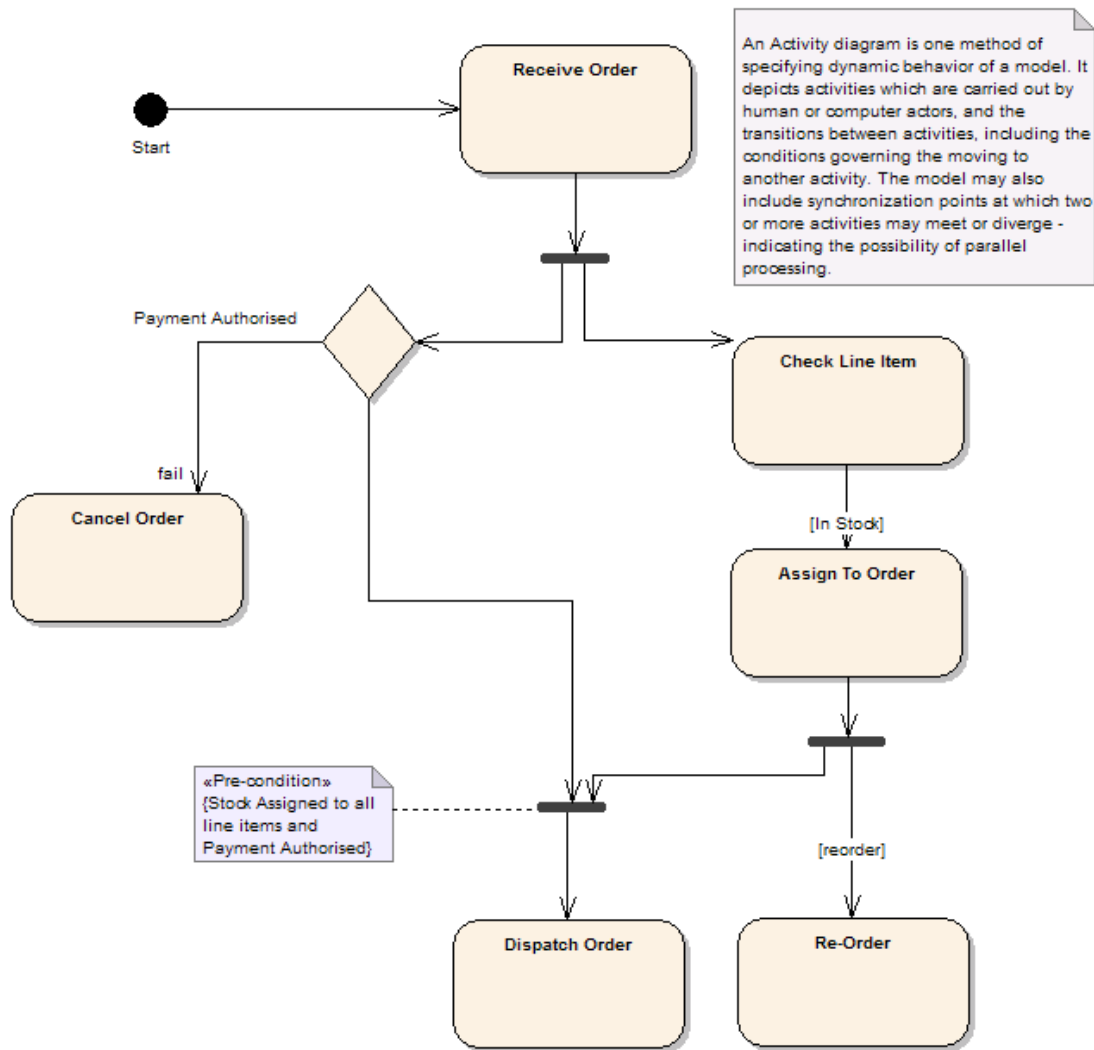 Receive Order
An Activity diagram is one method of
specifying dynamic behavior of a model. It
depicts activities which are carried out by
human or computer actors, and the
transitions between activities, including the
conditions governing the moving to
another activity. The model may also
include synchronization points at which two
or more activities may meet or diverge -
indicating the possibility of parallel
processing.
Start
Payment Authorised
Check Line Item
fail
Cancel Order
[In Stock]
Assign To Order
«Pre-condition»
{Stock Assigned to all
line items and
Payment Authorised}
[reorder]
Dispatch Order
Re-Order